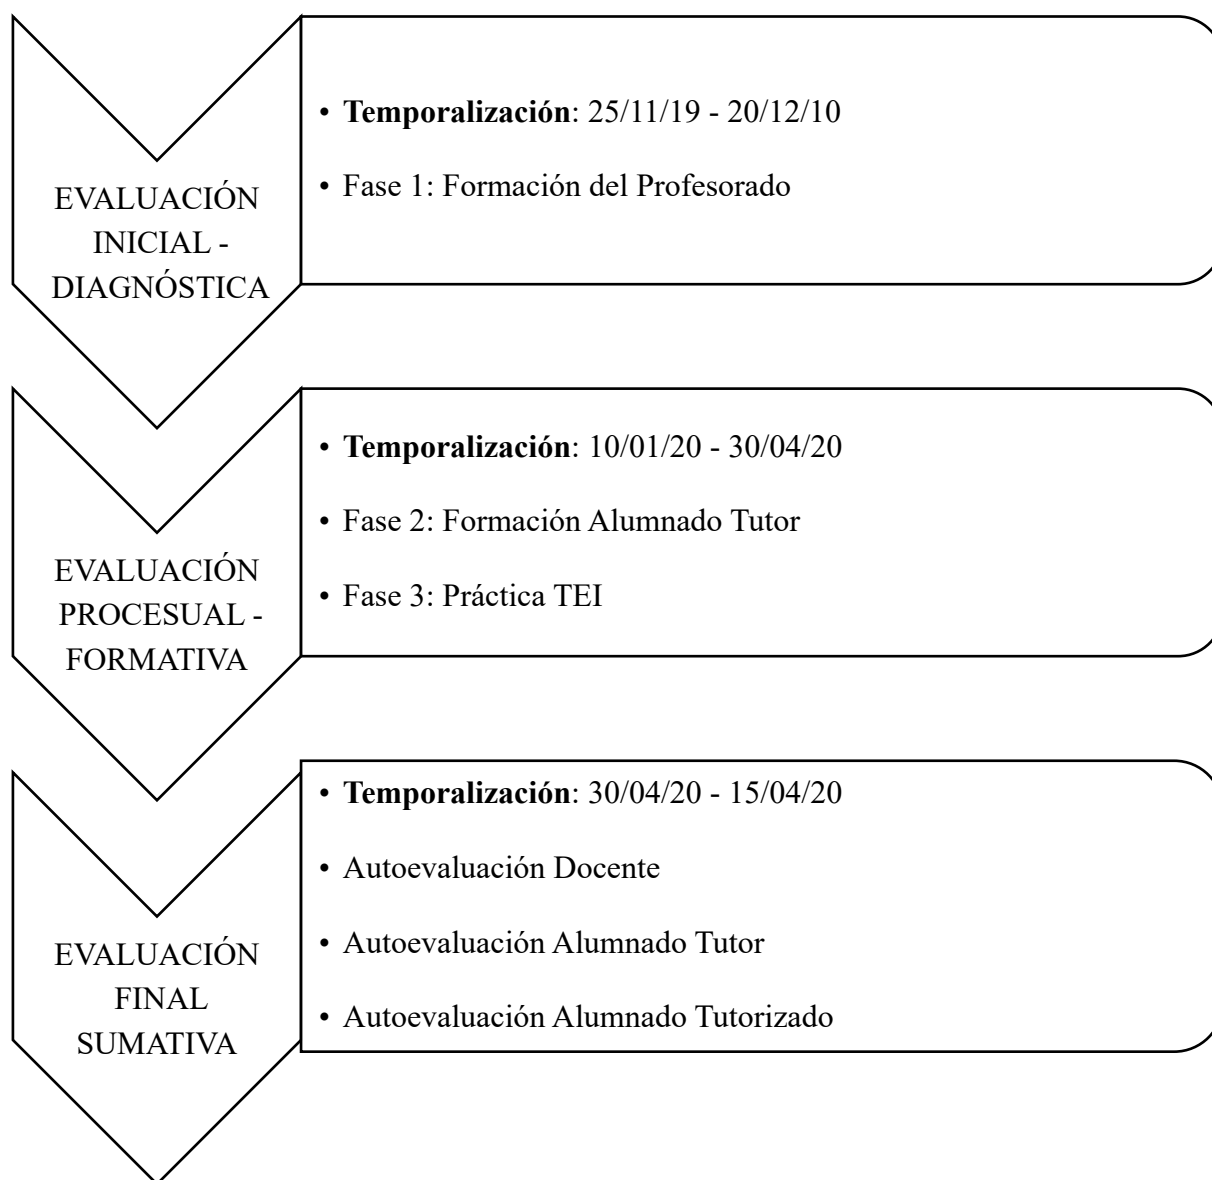 EVALUACIÓN
INICIAL -
DIAGNÓSTICA
• Temporalización: 25/11/19 - 20/12/10
• Fase 1: Formación del Profesorado
EVALUACIÓN
PROCESUAL -
FORMATIVA
• Temporalización: 10/01/20 - 30/04/20
• Fase 2: Formación Alumnado Tutor
• Fase 3: Práctica TEI
EVALUACIÓN
FINAL
SUMATIVA
• Temporalización: 30/04/20 - 15/04/20
• Autoevaluación Docente
• Autoevaluación Alumnado Tutor
• Autoevaluación Alumnado Tutorizado